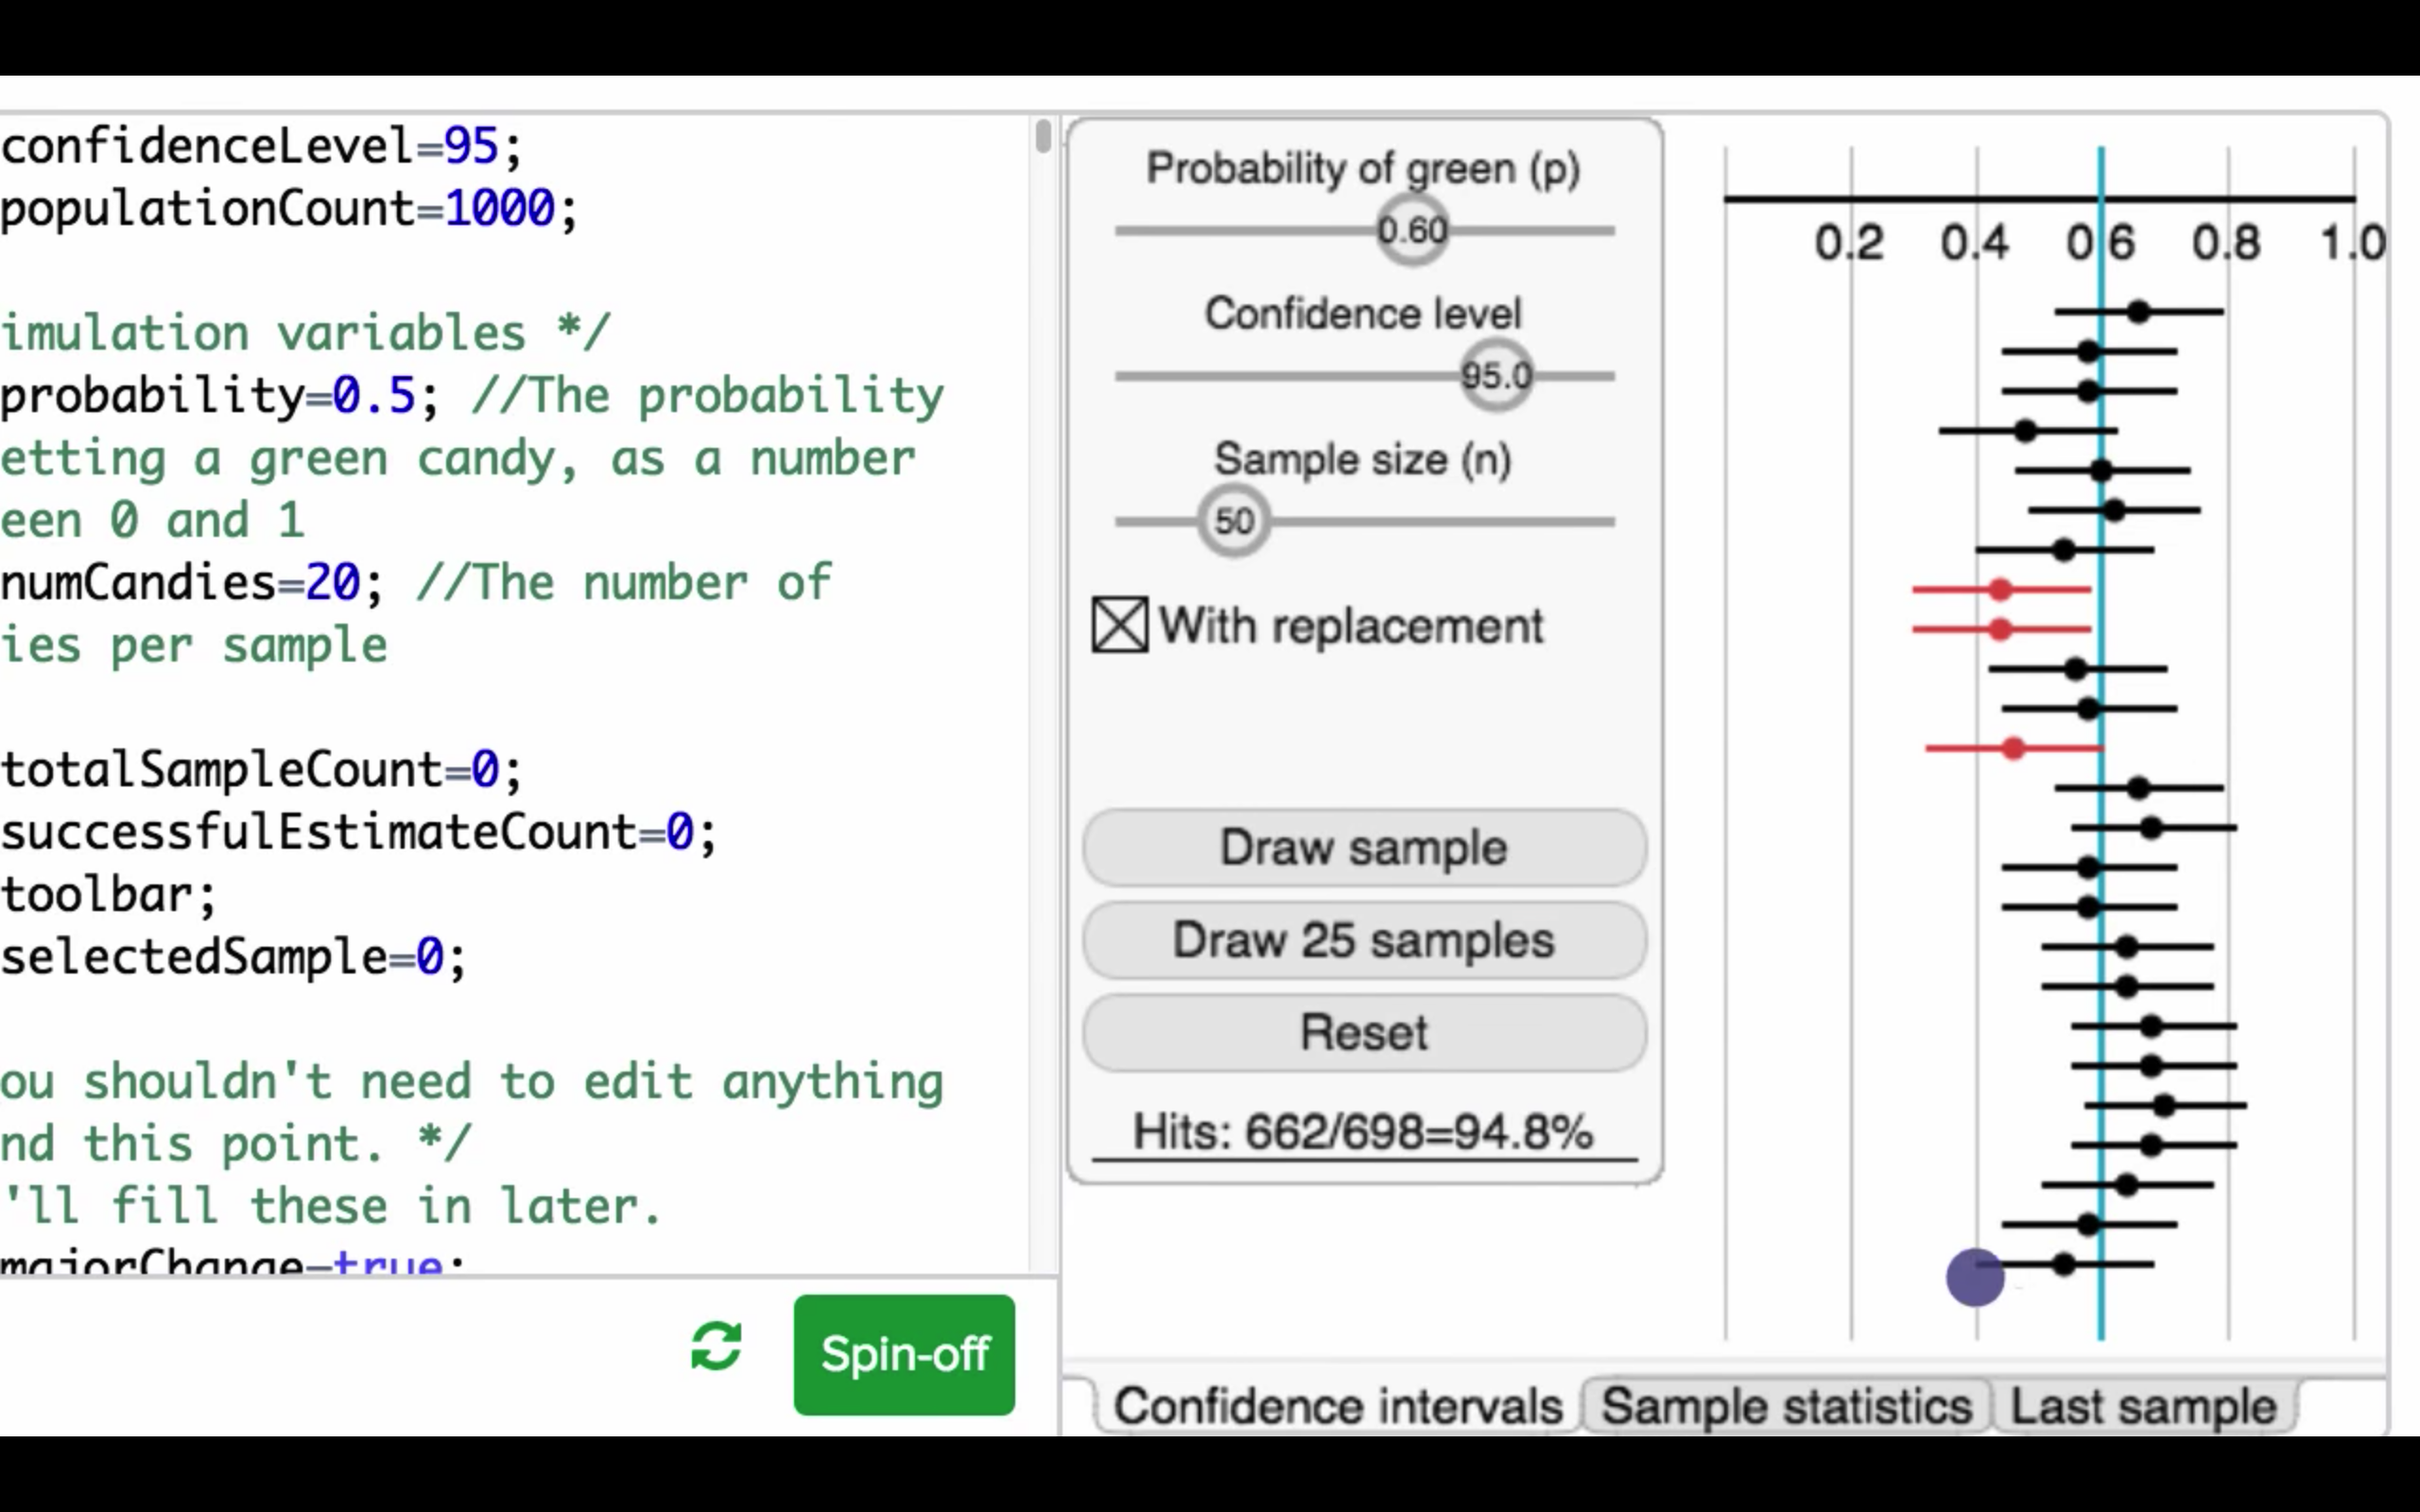 confidenceLevel=95;
populationCount=1000;
imulation variables */
probability=0.5; //The probability
etting a green candy, as a number
een 0 and 1
numCandies=20; //The number of
ies per sample
totalSampleCount=0;
successfulEstimateCount=0;
toolbar;
selectedSample=0;
ou shouldn't need to edit anything
nd this point. */
'll fill these in later.
majorChange=true;
Spin-off
Probability of green (p)
0.60
Confidence level
95.0
Sample size (n)
50
With replacement
Draw sample
Draw 25 samples
Reset
Hits: 662/698=94.8%
0.2 0.4 0.6 0.8 1.0
Confidence intervals Sample statistics Last sample